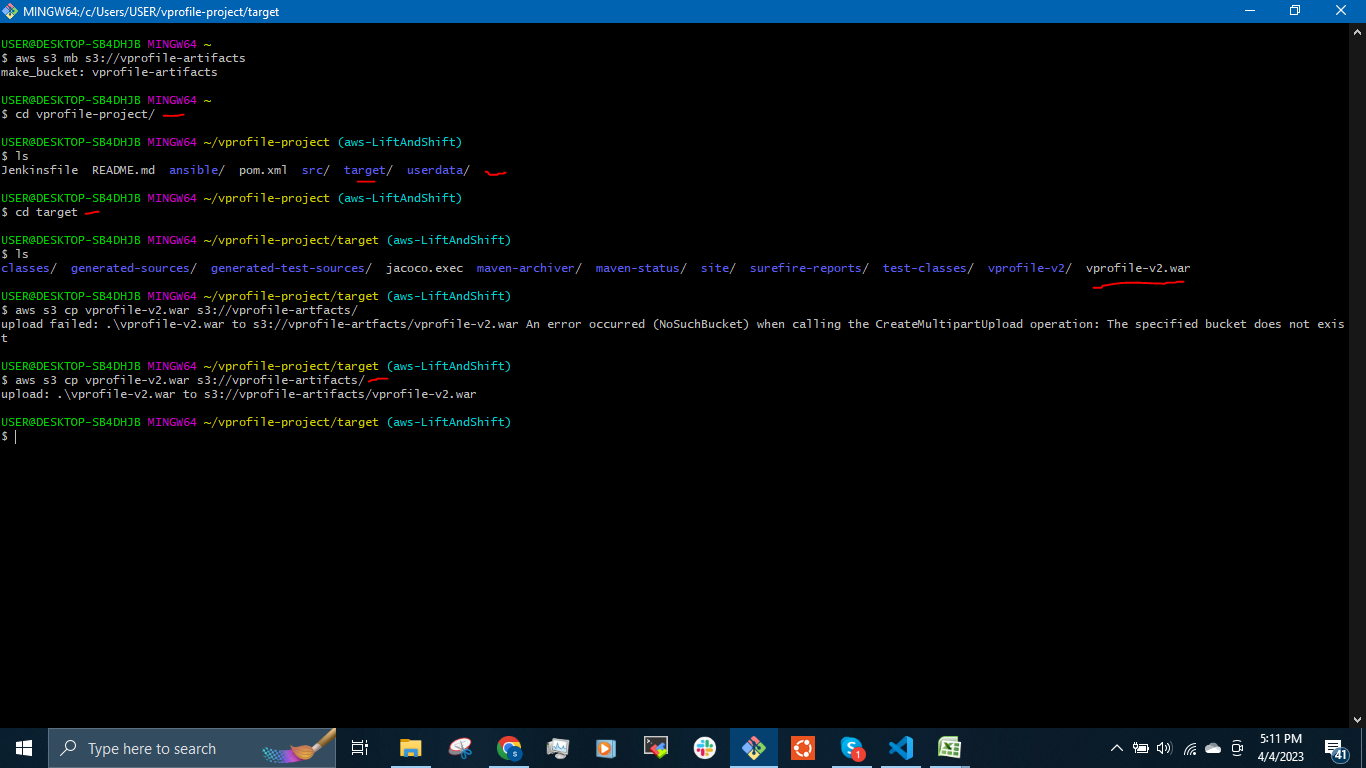 MINGW64:/c/Users/USER/vprofile-project/target
USER@DESKTOP-SB4DHJB MINGW64 ~
$ aws s3 mb s3://vprofile-artifacts
make_bucket: vprofile-artifacts
USER@DESKTOP-SB4DHJB MINGW64 ~
$ cd vprofile-project/
USER@DESKTOP-SB4DHJB MINGW64 ~/vprofile-project (aws-LiftAndShift)
$ ls
Jenkinsfile README.md ansible/ pom.xml src/ target/ userdata/
USER@DESKTOP-SB4DHJB MINGW64 ~/vprofile-project (aws-LiftAndShift)
$ cd target
USER@DESKTOP-SB4DHJB MINGW64 ~/vprofile-project/target (aws-LiftAndShift)
$ ls
classes/ generated-sources/ generated-test-sources/ jacoco.exec maven-archiver/ maven-status/ site/ surefire-reports/ test-classes/ vprofile-v2/ vprofile-v2.war
USER@DESKTOP-SB4DHJB MINGW64 ~/vprofile-project/target (aws-LiftAndShift)
$ aws s3 cp vprofile-v2.war s3://vprofile-artfacts/
upload failed: .\vprofile-v2.war to s3://vprofile-artfacts/vprofile-v2.war An error occurred (NoSuchBucket) when calling the CreateMultipartUpload operation: The specified bucket does not exis
t
USER@DESKTOP-SB4DHJB MINGW64 ~/vprofile-project/target (aws-LiftAndShift)
$ aws s3 cp vprofile-v2.war s3://vprofile-artifacts/
upload: .\vprofile-v2.war to s3://vprofile-artifacts/vprofile-v2.war
USER@DESKTOP-SB4DHJB MINGW64 ~/vprofile-project/target (aws-LiftAndShift)
$
Type here to search
5:11 PM
4/4/2023
1
41